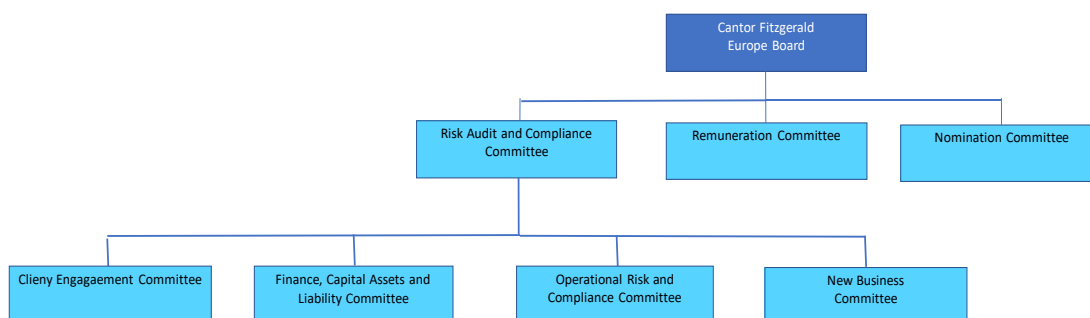 Cantor Fitzgerald
Europe Board
Risk Audit and Compliance
Committee
Remuneration Committee
Nomination Committee
Clieny Engagaement Committee
Finance, Capital Assets and
Liability Committee
Operational Risk and
Compliance Committee
New Business
Committee